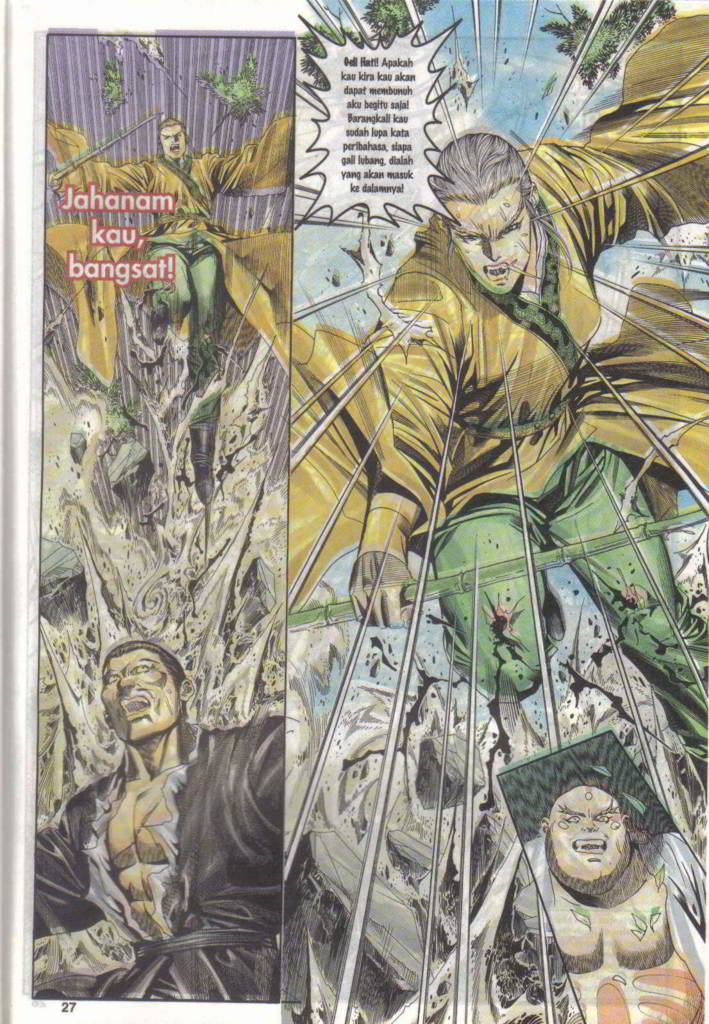 Jahanam
kau,
bangsat!
Geli Hati! Apakah
kau kira kau akan
dapat membunuh
aku begitu saja!
Barangkali kau
sudah lupa kata
peribahasa, siapa
gali lubang, dialah
yang akan masuk
ke dalamnya!
27